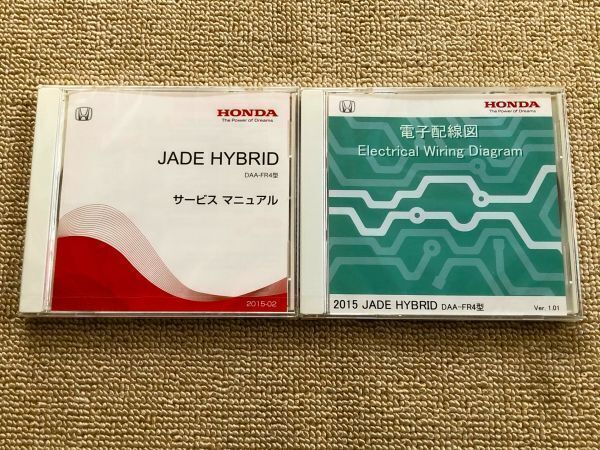 HONDA
The Power of Dreams
JADE HYBRID
DAA-FR4型
サービス マニュアル
2015-02
HONDA
The Power of Dreams
電子配線図
Electrical Wiring Diagram
2015 JADE HYBRID DAA-FR4型
Ver. 1.01